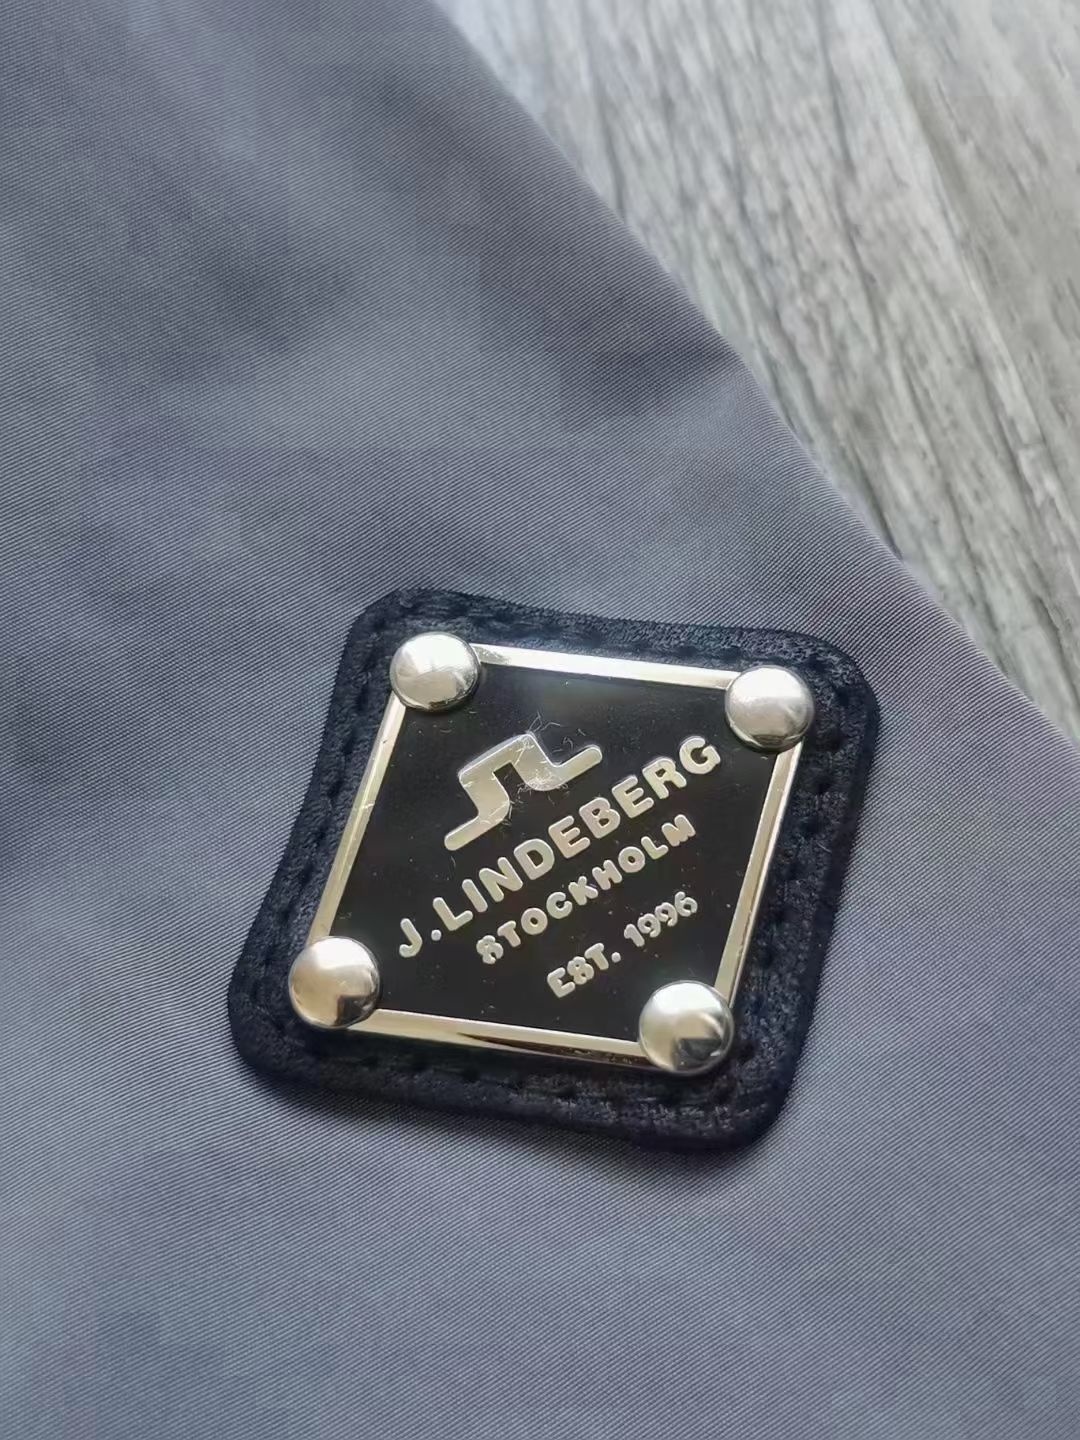 J.LINDEBERG
STOCKHOLM
EST. 1996